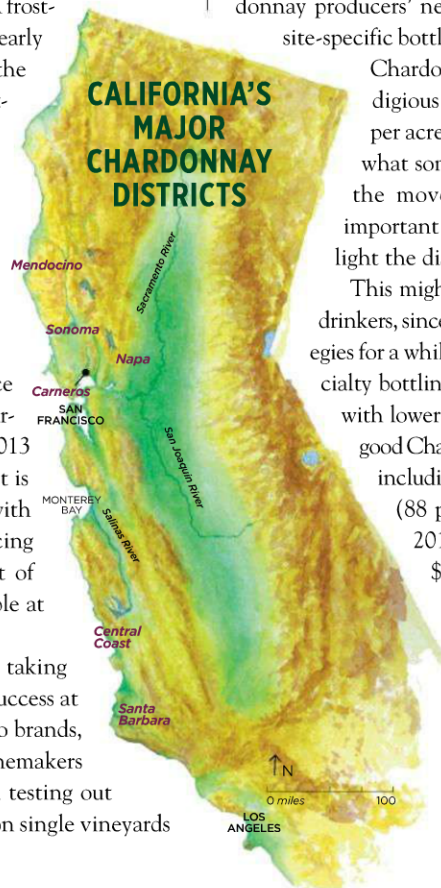 frost-
early
the
donnay producers' ne
site-specific bottl
Chardo
digious
per acre
what som
the move
important
light the di
This migh
drinkers, since
egies for a whil
cialty bottlin
with lower
good Cha
includi
(88 p
201
$
CALIFORNIA'S
MAJOR
CHARDONNAY
DISTRICTS
Sacramento River
Mendocino
Sonoma
Napa
Carneros
SAN
FRANCISCO
San Joaquin River
MONTEREY
BAY
Salinas River
Central
Coast
Santa
Barbara
N
0 miles 100
LOS
ANGELES
ce
r-
013
t is
with
cing
t of
ble at
taking
uccess at
o brands,
nemakers
testing out
on single vineyards